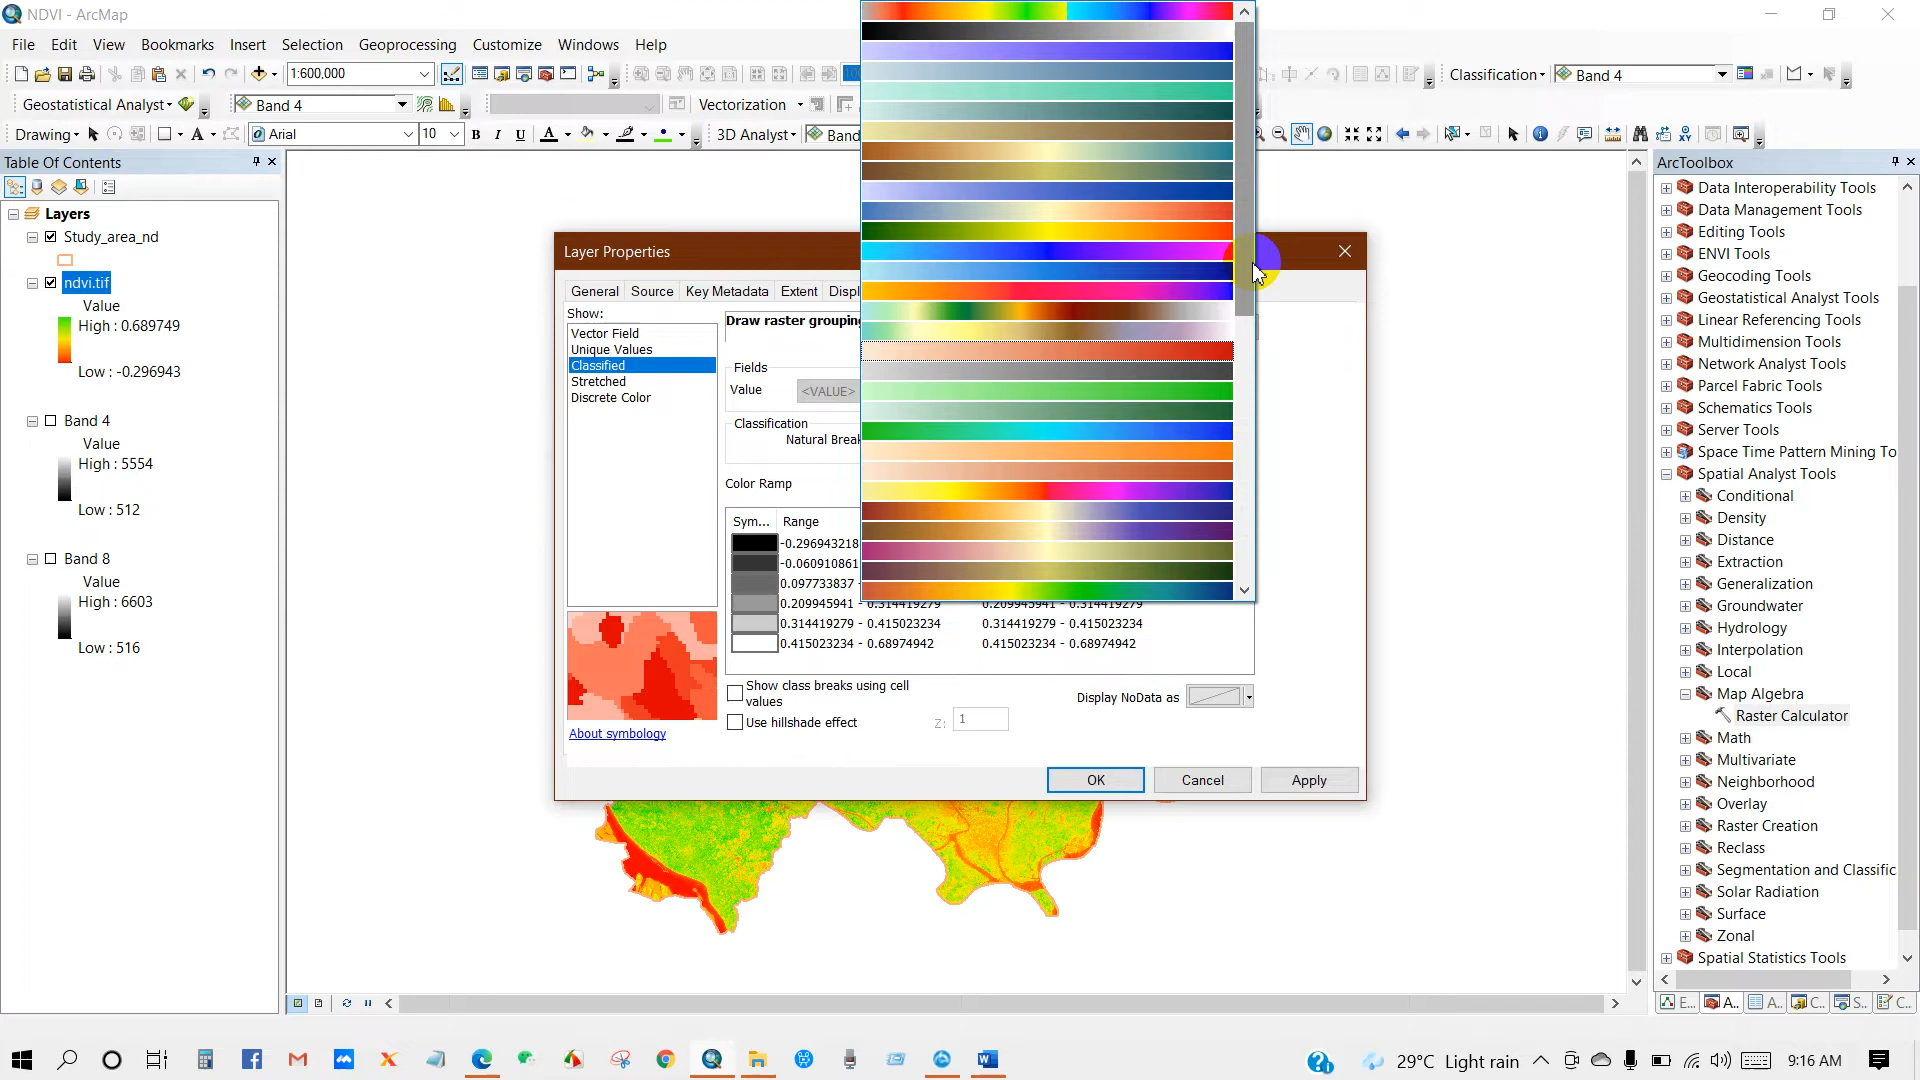 NDVI - ArcMap
File Edit View Bookmarks Insert Selection Geoprocessing Customize Windows Help
1:600,000
Classification Band 4
Geostatistical Analyst Band 4 Vectorization
Drawing Arial 10 B I U A 3D Analyst Band
Table Of Contents
Layers
Study_area_nd
ndvi.tif
Value
High : 0.689749
Low : -0.296943
Band 4
Value
High : 5554
Low : 512
Band 8
Value
High : 6603
Low : 516
Layer Properties
General Source Key Metadata Extent Displ
Show:
Vector Field
Unique Values
Classified
Stretched
Discrete Color
About symbology
Draw raster grouping
Fields
Value <VALUE>
Classification
Natural Brea
Color Ramp
Sym... Range
-0.296943218
-0.060910861
0.097733837 -
0.209945941 - 0.314419279 0.209945941 - 0.314419279
0.314419279 - 0.415023234 0.314419279 - 0.415023234
0.415023234 - 0.68974942 0.415023234 - 0.68974942
Show class breaks using cell values
Display NoData as
Use hillshade effect Z: 1
OK Cancel Apply
ArcToolbox
Data Interoperability Tools
Data Management Tools
Editing Tools
ENVI Tools
Geocoding Tools
Geostatistical Analyst Tools
Linear Referencing Tools
Multidimension Tools
Network Analyst Tools
Parcel Fabric Tools
Schematics Tools
Server Tools
Space Time Pattern Mining To
Spatial Analyst Tools
Conditional
Density
Distance
Extraction
Generalization
Groundwater
Hydrology
Interpolation
Local
Map Algebra
Raster Calculator
Math
Multivariate
Neighborhood
Overlay
Raster Creation
Reclass
Segmentation and Classific
Solar Radiation
Surface
Zonal
Spatial Statistics Tools
E... A.. A.. C.. S.. C..
29°C Light rain 9:16 AM